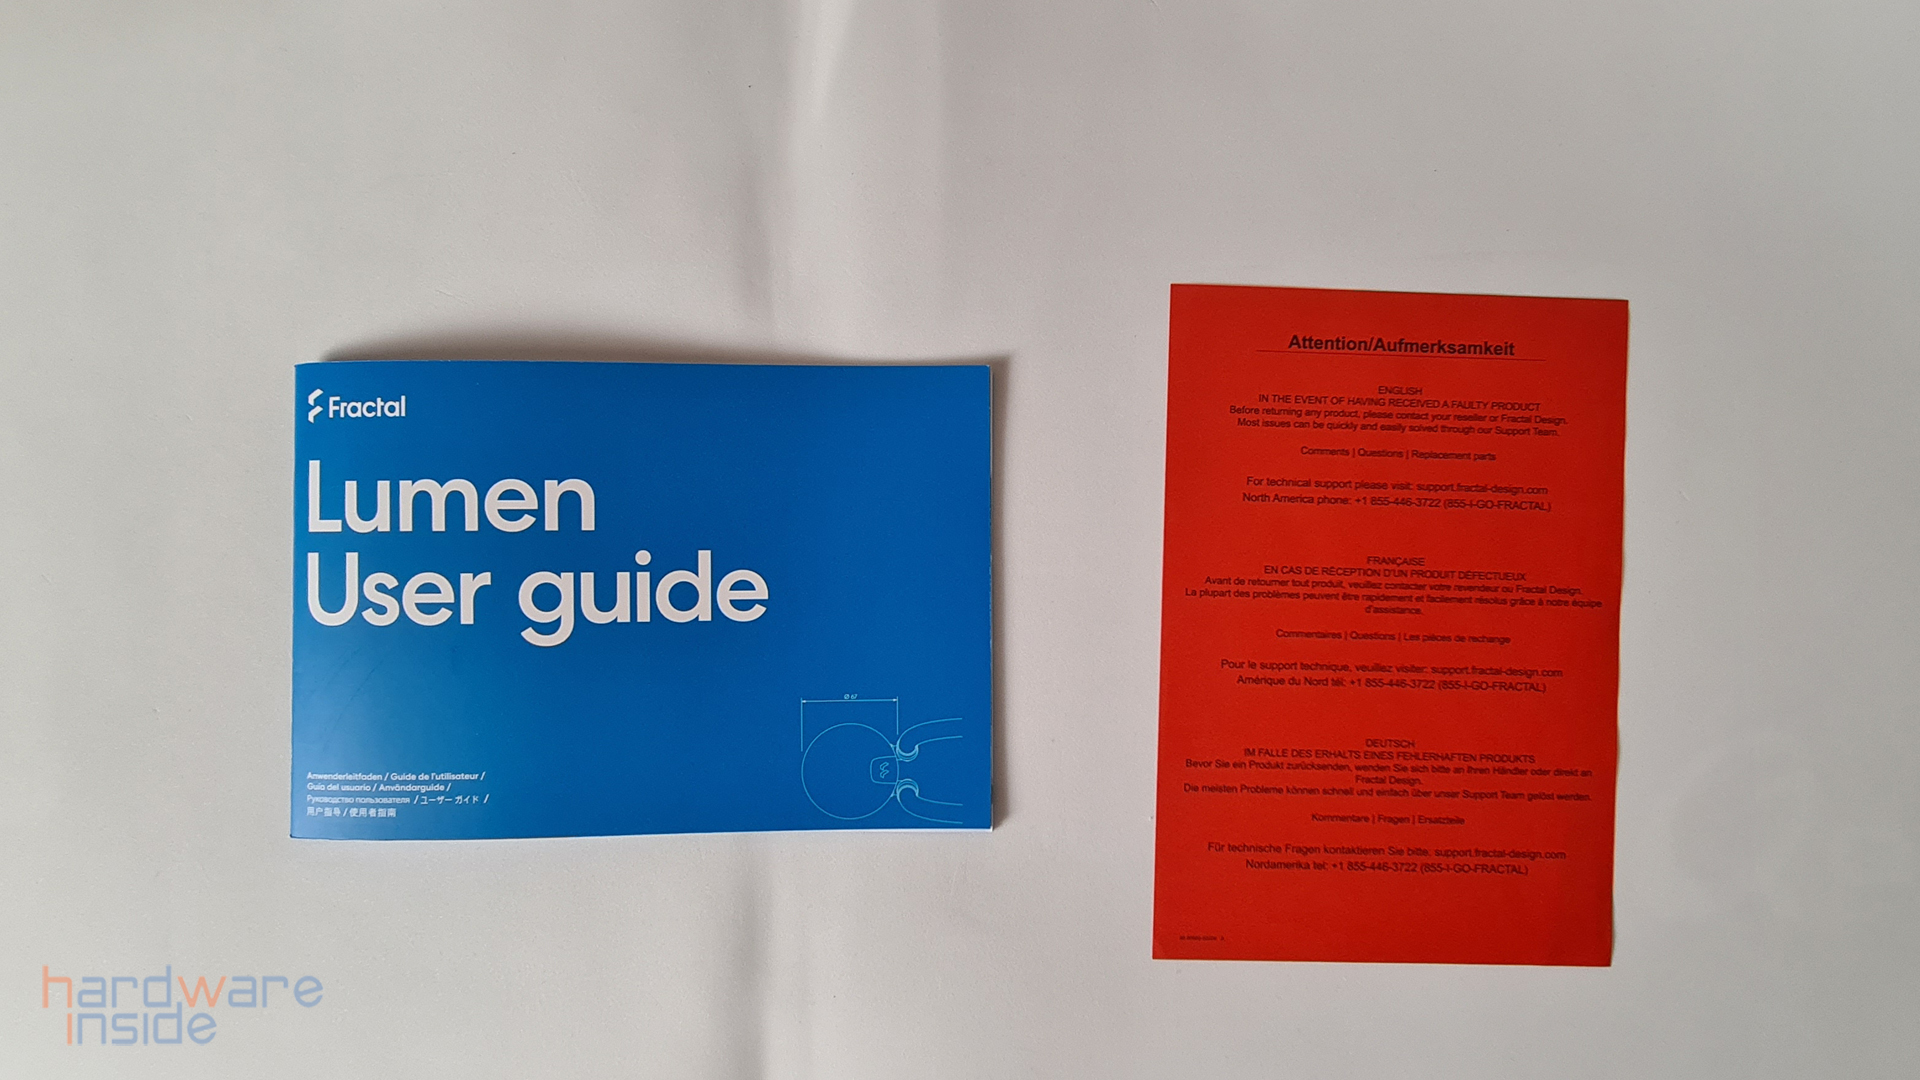 Fractal
Lumen
User guide
Ø 67
Anwenderleitfaden / Guide de l'utilisateur /
Guía del usuario / Användarguide /
Руководство пользователя / ユーザー ガイド /
用户指导 / 使用者指南
Attention/Aufmerksamkeit
ENGLISH
IN THE EVENT OF HAVING RECEIVED A FAULTY PRODUCT
Before returning any product, please contact your reseller or Fractal Design.
Most issues can be quickly and easily solved through our Support Team.
Comments | Questions | Replacement parts
For technical support please visit: support.fractal-design.com
North America phone: +1 855-446-3722 (855-I-GO-FRACTAL)
FRANÇAISE
EN CAS DE RÉCEPTION D'UN PRODUIT DÉFECTUEUX
Avant de retourner tout produit, veuillez contacter votre revendeur ou Fractal Design.
La plupart des problèmes peuvent être rapidement et facilement résolus grâce à notre équipe
d'assistance.
Commentaires | Questions | Les pièces de rechange
Pour le support technique, veuillez visiter: support.fractal-design.com
Amérique du Nord tél: +1 855-446-3722 (855-I-GO-FRACTAL)
DEUTSCH
IM FALLE DES ERHALTS EINES FEHLERHAFTEN PRODUKTS
Bevor Sie ein Produkt zurücksenden, wenden Sie sich bitte an Ihren Händler oder direkt an
Fractal Design.
Die meisten Probleme können schnell und einfach über unser Support Team gelöst werden.
Kommentare | Fragen | Ersatzteile
Für technische Fragen kontaktieren Sie bitte: support.fractal-design.com
Nordamerika tel: +1 855-446-3722 (855-I-GO-FRACTAL)
hardware
inside